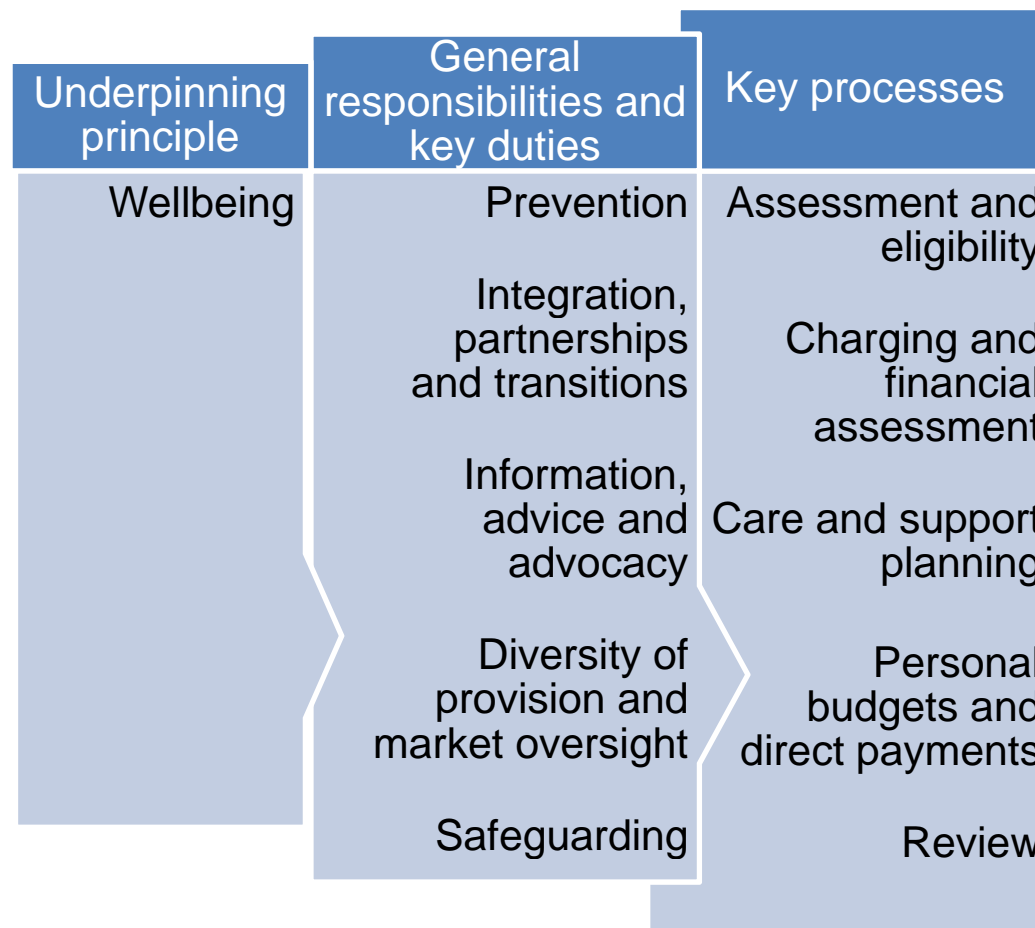 Underpinning
principle
Wellbeing
General
responsibilities and
key duties
Prevention
Integration,
partnerships
and transitions
Information,
advice and
advocacy
Diversity of
provision and
market oversight
Safeguarding
Key processes
Assessment and
eligibility
Charging and
financial
assessment
Care and support
planning
Personal
budgets and
direct payments
Review